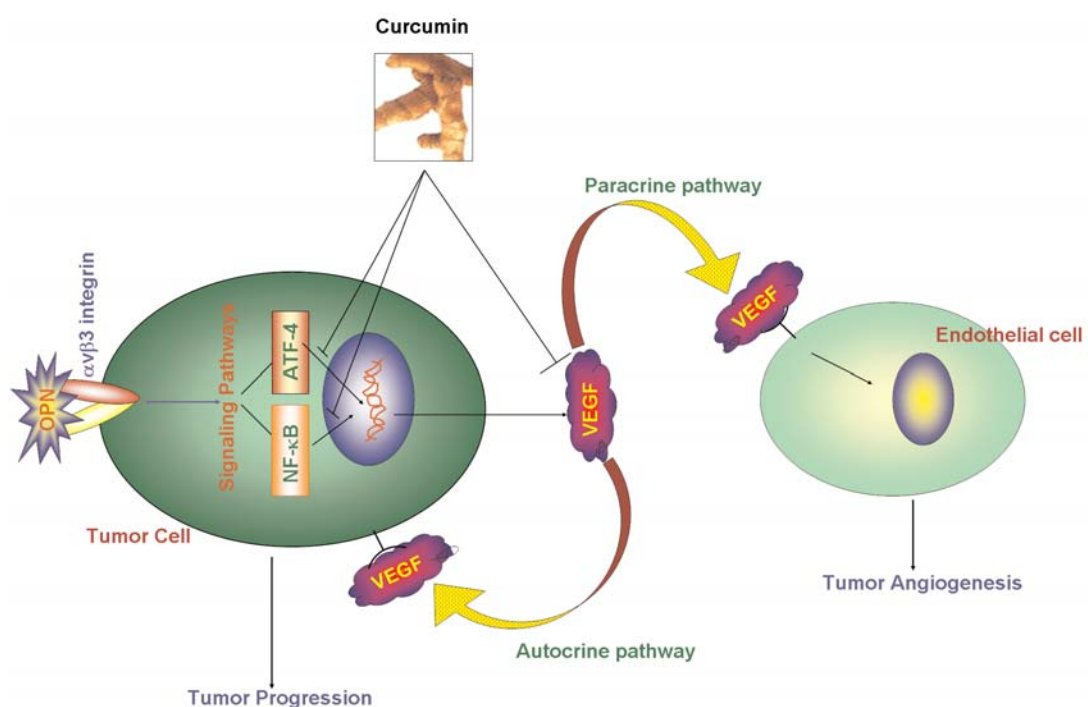 Curcumin
Paracrine pathway
VEGF
Endothelial cell
αvβ3 integrin
OPN
Signaling Pathways
ATF-4
NF-κB
VEGF
Tumor Cell
VEGF
Tumor Angiogenesis
Autocrine pathway
Tumor Progression